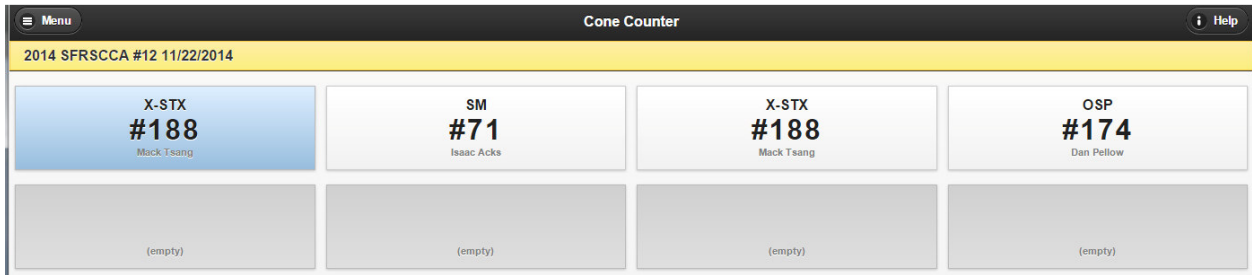 Menu
Cone Counter
Help
2014 SFRSCCA #12 11/22/2014
X-STX
#188
Mack Tsang
SM
#71
Isaac Acks
X-STX
#188
Mack Tsang
OSP
#174
Dan Pellow
(empty)
(empty)
(empty)
(empty)